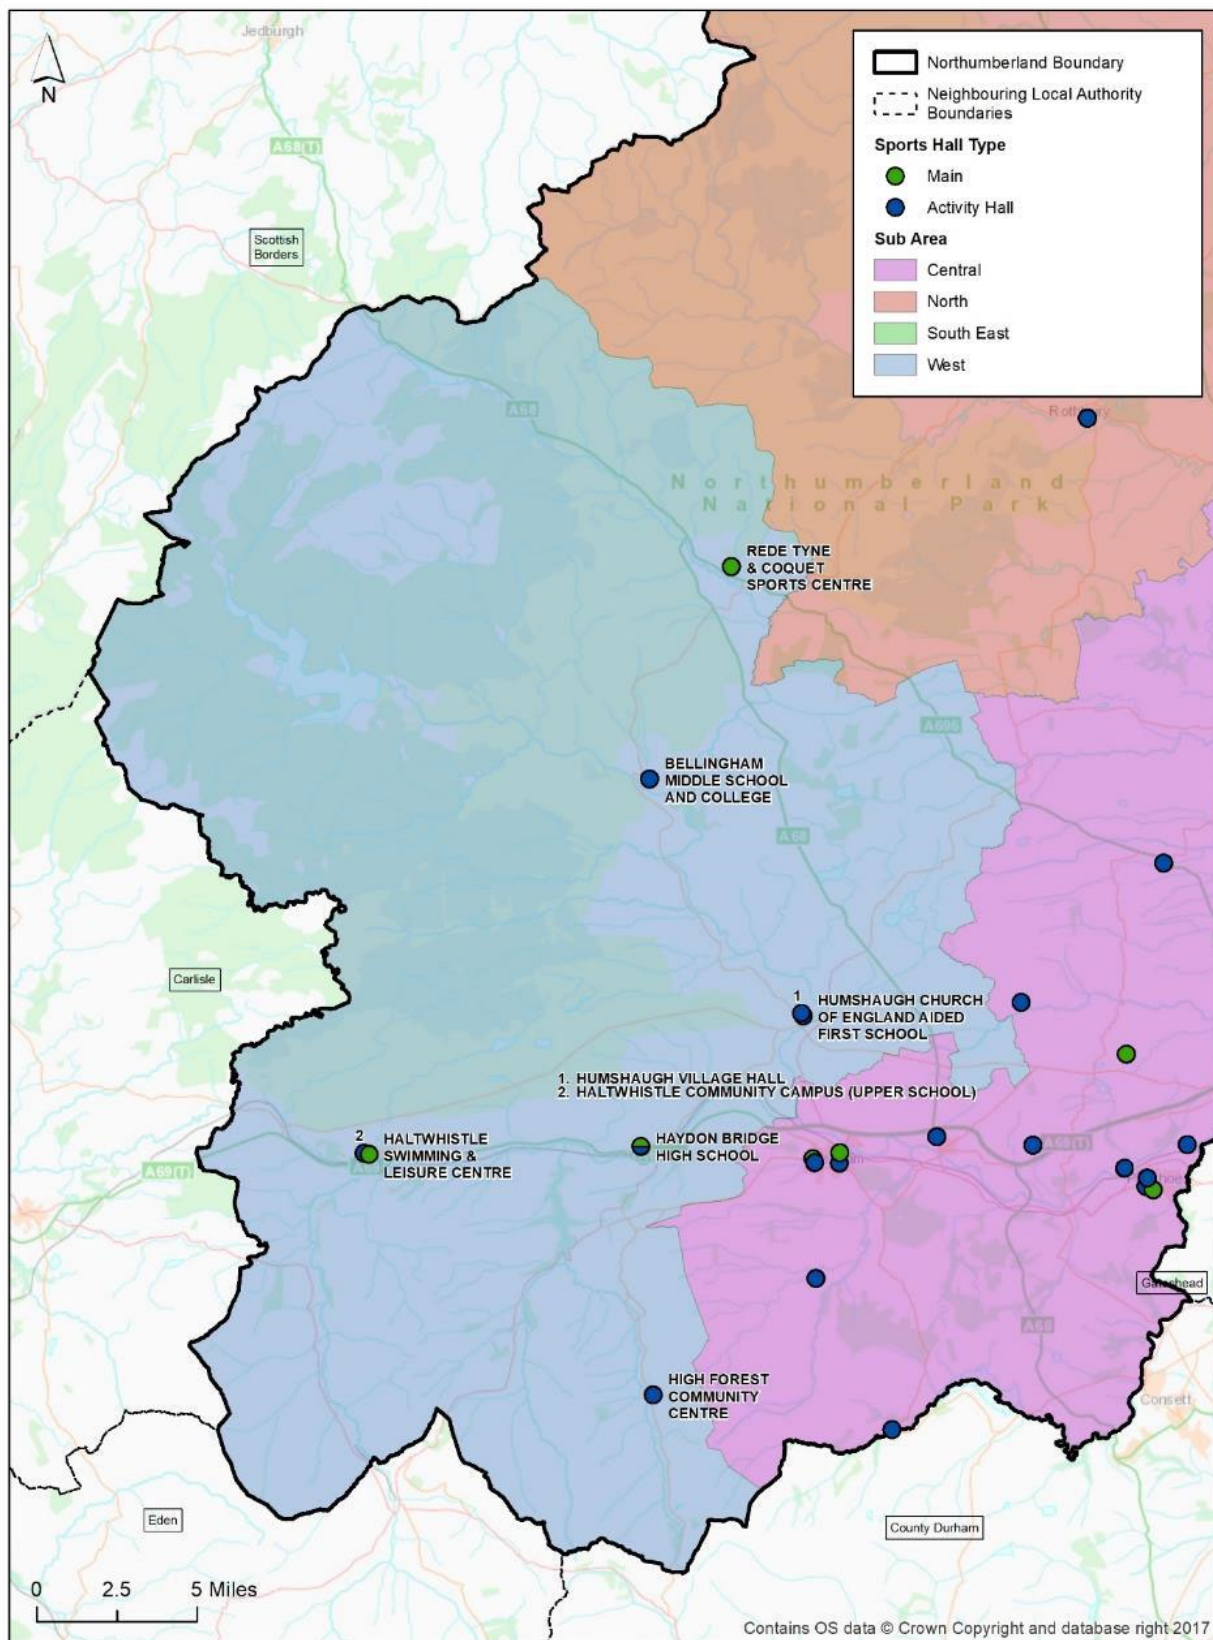 Jedburgh
N
A68(T)
Scottish
Borders
Northumberland Boundary
Neighbouring Local Authority
Boundaries
Sports Hall Type
Main
Activity Hall
Sub Area
Central
North
South East
West
A68
Northumberland
National Park
REDE TYNE
& COQUET
SPORTS CENTRE
A696
BELLINGHAM
MIDDLE SCHOOL
AND COLLEGE
A68
Carlisle
1
HUMSHAUGH CHURCH
OF ENGLAND AIDED
FIRST SCHOOL
1. HUMSHAUGH VILLAGE HALL
2. HALTWHISTLE COMMUNITY CAMPUS (UPPER SCHOOL)
2
HALTWHISTLE
SWIMMING &
LEISURE CENTRE
HAYDON BRIDGE
HIGH SCHOOL
A69(T)
A69(T)
Gateshead
A68
HIGH FOREST
COMMUNITY
CENTRE
Consett
Eden
County Durham
0 2.5 5 Miles
Contains OS data © Crown Copyright and database right 2017